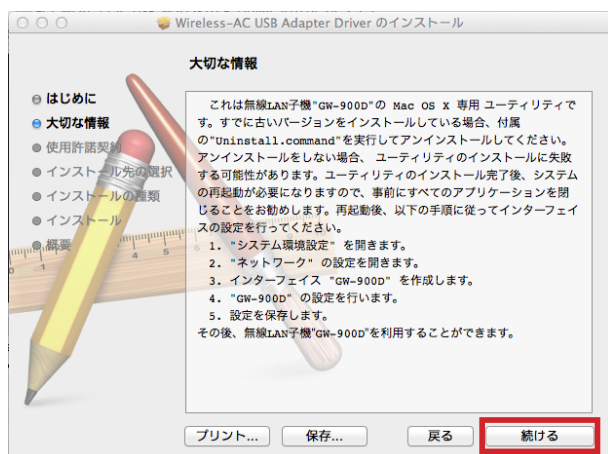 Wireless-AC USB Adapter Driver のインストール
大切な情報
はじめに
大切な情報
使用許諾契約
インストール先の選択
インストールの種類
インストール
概要
これは無線LAN子機"GW-900D"の Mac OS X 専用 ユーティリティで
す。すでに古いバージョンをインストールしている場合、付属
の"Uninstall.command"を実行してアンインストールしてください。
アンインストールをしない場合、 ユーティリティのインストールに失敗
する可能性があります。ユーティリティのインストール完了後、システム
の再起動が必要になりますので、事前にすべてのアプリケーションを閉
じることをお勧めします。再起動後、以下の手順に従ってインターフェイ
スの設定を行ってください。
1. "システム環境設定" を開きます。
2. "ネットワーク" の設定を開きます。
3. インターフェイス "GW-900D" を作成します。
4. "GW-900D" の設定を行います。
5. 設定を保存します。
その後、無線LAN子機"GW-900D"を利用することができます。
0 1 4 5 6
プリント... 保存... 戻る 続ける